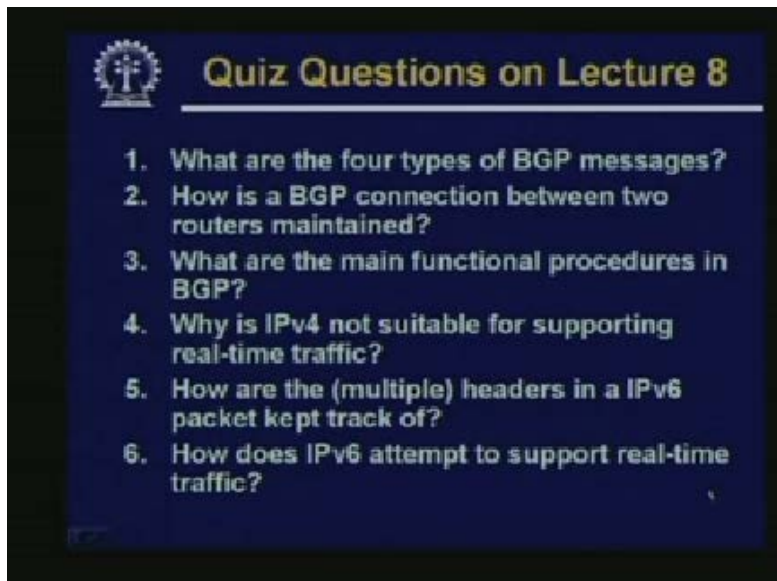 Quiz Questions on Lecture 8
1. What are the four types of BGP messages?
2. How is a BGP connection between two
routers maintained?
3. What are the main functional procedures in
BGP?
4. Why is IPv4 not suitable for supporting
real-time traffic?
5. How are the (multiple) headers in a IPv6
packet kept track of?
6. How does IPv6 attempt to support real-time
traffic?